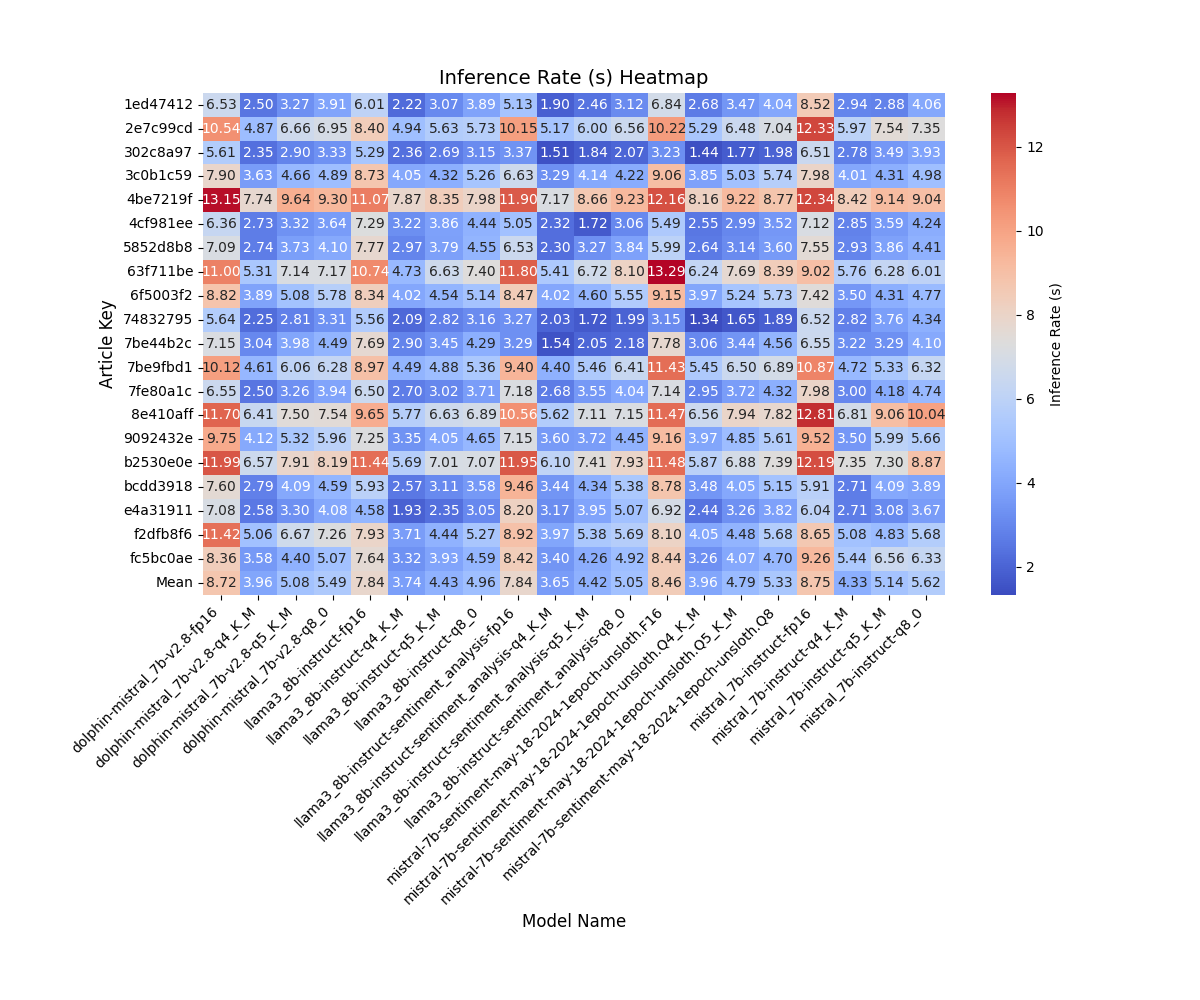 Inference Rate (s) Heatmap
1ed47412 6.53 2.50 3.27 3.91 6.01 2.22 3.07 3.89 5.13 1.90 2.46 3.12 6.84 2.68 3.47 4.04 8.52 2.94 2.88 4.06
2e7c99cd 10.54 4.87 6.66 6.95 8.40 4.94 5.63 5.73 10.15 5.17 6.00 6.56 10.22 5.29 6.48 7.04 12.33 5.97 7.54 7.35
302c8a97 5.61 2.35 2.90 3.33 5.29 2.36 2.69 3.15 3.37 1.51 1.84 2.07 3.23 1.44 1.77 1.98 6.51 2.78 3.49 3.93
3c0b1c59 7.90 3.63 4.66 4.89 8.73 4.05 4.32 5.26 6.63 3.29 4.14 4.22 9.06 3.85 5.03 5.74 7.98 4.01 4.31 4.98
4be7219f 13.15 7.74 9.64 9.30 11.07 7.87 8.35 7.98 11.90 7.17 8.66 9.23 12.16 8.16 9.22 8.77 12.34 8.42 9.14 9.04
4cf981ee 6.36 2.73 3.32 3.64 7.29 3.22 3.86 4.44 5.05 2.32 1.72 3.06 5.49 2.55 2.99 3.52 7.12 2.85 3.59 4.24
5852d8b8 7.09 2.74 3.73 4.10 7.77 2.97 3.79 4.55 6.53 2.30 3.27 3.84 5.99 2.64 3.14 3.60 7.55 2.93 3.86 4.41
63f711be 11.00 5.31 7.14 7.17 10.74 4.73 6.63 7.40 11.80 5.41 6.72 8.10 13.29 6.24 7.69 8.39 9.02 5.76 6.28 6.01
6f5003f2 8.82 3.89 5.08 5.78 8.34 4.02 4.54 5.14 8.47 4.02 4.60 5.55 9.15 3.97 5.24 5.73 7.42 3.50 4.31 4.77
74832795 5.64 2.25 2.81 3.31 5.56 2.09 2.82 3.16 3.27 2.03 1.72 1.99 3.15 1.34 1.65 1.89 6.52 2.82 3.76 4.34
7be44b2c 7.15 3.04 3.98 4.49 7.69 2.90 3.45 4.29 3.29 1.54 2.05 2.18 7.78 3.06 3.44 4.56 6.55 3.22 3.29 4.10
7be9fbd1 10.12 4.61 6.06 6.28 8.97 4.49 4.88 5.36 9.40 4.40 5.46 6.41 11.43 5.45 6.50 6.89 10.87 4.72 5.33 6.32
7fe80a1c 6.55 2.50 3.26 3.94 6.50 2.70 3.02 3.71 7.18 2.68 3.55 4.04 7.14 2.95 3.72 4.32 7.98 3.00 4.18 4.74
8e410aff 11.70 6.41 7.50 7.54 9.65 5.77 6.63 6.89 10.56 5.62 7.11 7.15 11.47 6.56 7.94 7.82 12.81 6.81 9.06 10.04
9092432e 9.75 4.12 5.32 5.96 7.25 3.35 4.05 4.65 7.15 3.60 3.72 4.45 9.16 3.97 4.85 5.61 9.52 3.50 5.99 5.66
b2530e0e 11.99 6.57 7.91 8.19 11.44 5.69 7.01 7.07 11.95 6.10 7.41 7.93 11.48 5.87 6.88 7.39 12.19 7.35 7.30 8.87
bcdd3918 7.60 2.79 4.09 4.59 5.93 2.57 3.11 3.58 9.46 3.44 4.34 5.38 8.78 3.48 4.05 5.15 5.91 2.71 4.09 3.89
e4a31911 7.08 2.58 3.30 4.08 4.58 1.93 2.35 3.05 8.20 3.17 3.95 5.07 6.92 2.44 3.26 3.82 6.04 2.71 3.08 3.67
f2dfb8f6 11.42 5.06 6.67 7.26 7.93 3.71 4.44 5.27 8.92 3.97 5.38 5.69 8.10 4.05 4.48 5.68 8.65 5.08 4.83 5.68
fc5bc0ae 8.36 3.58 4.40 5.07 7.64 3.32 3.93 4.59 8.42 3.40 4.26 4.92 8.44 3.26 4.07 4.70 9.26 5.44 6.56 6.33
Mean 8.72 3.96 5.08 5.49 7.84 3.74 4.43 4.96 7.84 3.65 4.42 5.05 8.46 3.96 4.79 5.33 8.75 4.33 5.14 5.62
Article Key
dolphin-mistral_7b-v2.8-fp16
dolphin-mistral_7b-v2.8-q4_K_M
dolphin-mistral_7b-v2.8-q5_K_M
dolphin-mistral_7b-v2.8-q8_0
llama3_8b-instruct-fp16
llama3_8b-instruct-q4_K_M
llama3_8b-instruct-q5_K_M
llama3_8b-instruct-q8_0
llama3_8b-instruct-sentiment_analysis-fp16
llama3_8b-instruct-sentiment_analysis-q4_K_M
llama3_8b-instruct-sentiment_analysis-q5_K_M
llama3_8b-instruct-sentiment_analysis-q8_0
mistral-7b-sentiment-may-18-2024-1epoch-unsloth.F16
mistral-7b-sentiment-may-18-2024-1epoch-unsloth.Q4_K_M
mistral-7b-sentiment-may-18-2024-1epoch-unsloth.Q5_K_M
mistral-7b-sentiment-may-18-2024-1epoch-unsloth.Q8
mistral_7b-instruct-fp16
mistral_7b-instruct-q4_K_M
mistral_7b-instruct-q5_K_M
mistral_7b-instruct-q8_0
Model Name
12
10
8
6
4
2
Inference Rate (s)